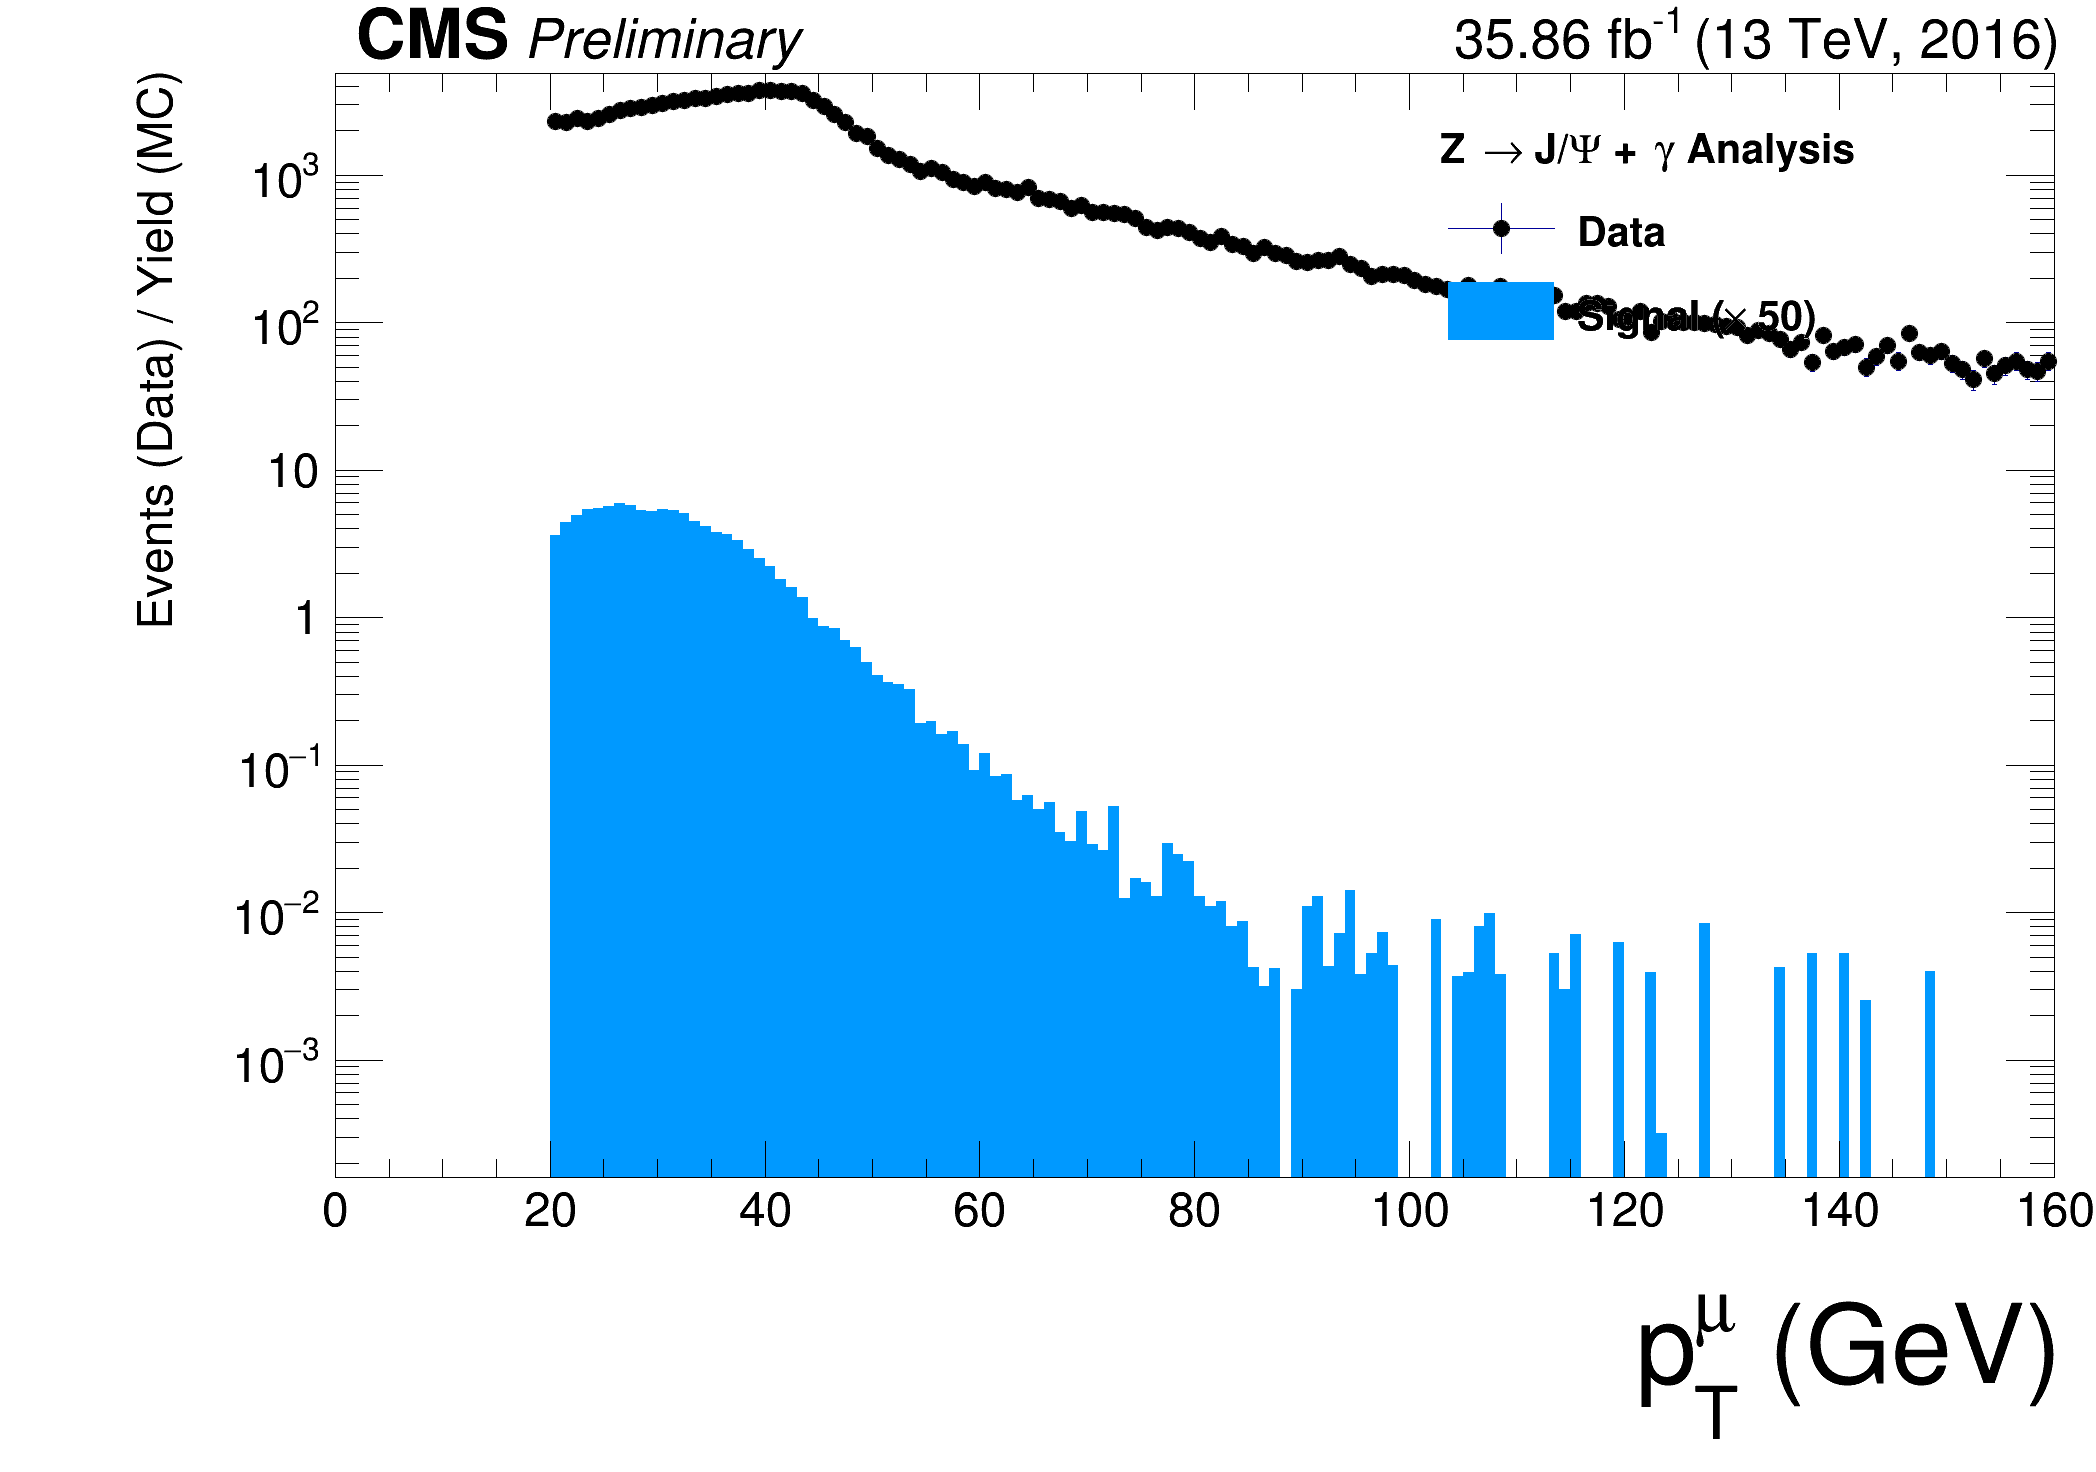 CMS Preliminary 35.86 fb⁻¹ (13 TeV, 2016)
Events (Data) / Yield (MC)
Z → J/Ψ + γ Analysis
Data
Signal (× 50)
10³
10²
10
1
10⁻¹
10⁻²
10⁻³
0 20 40 60 80 100 120 140 160
p_T^μ (GeV)